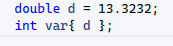 double d = 13.3232;
int var{ d };